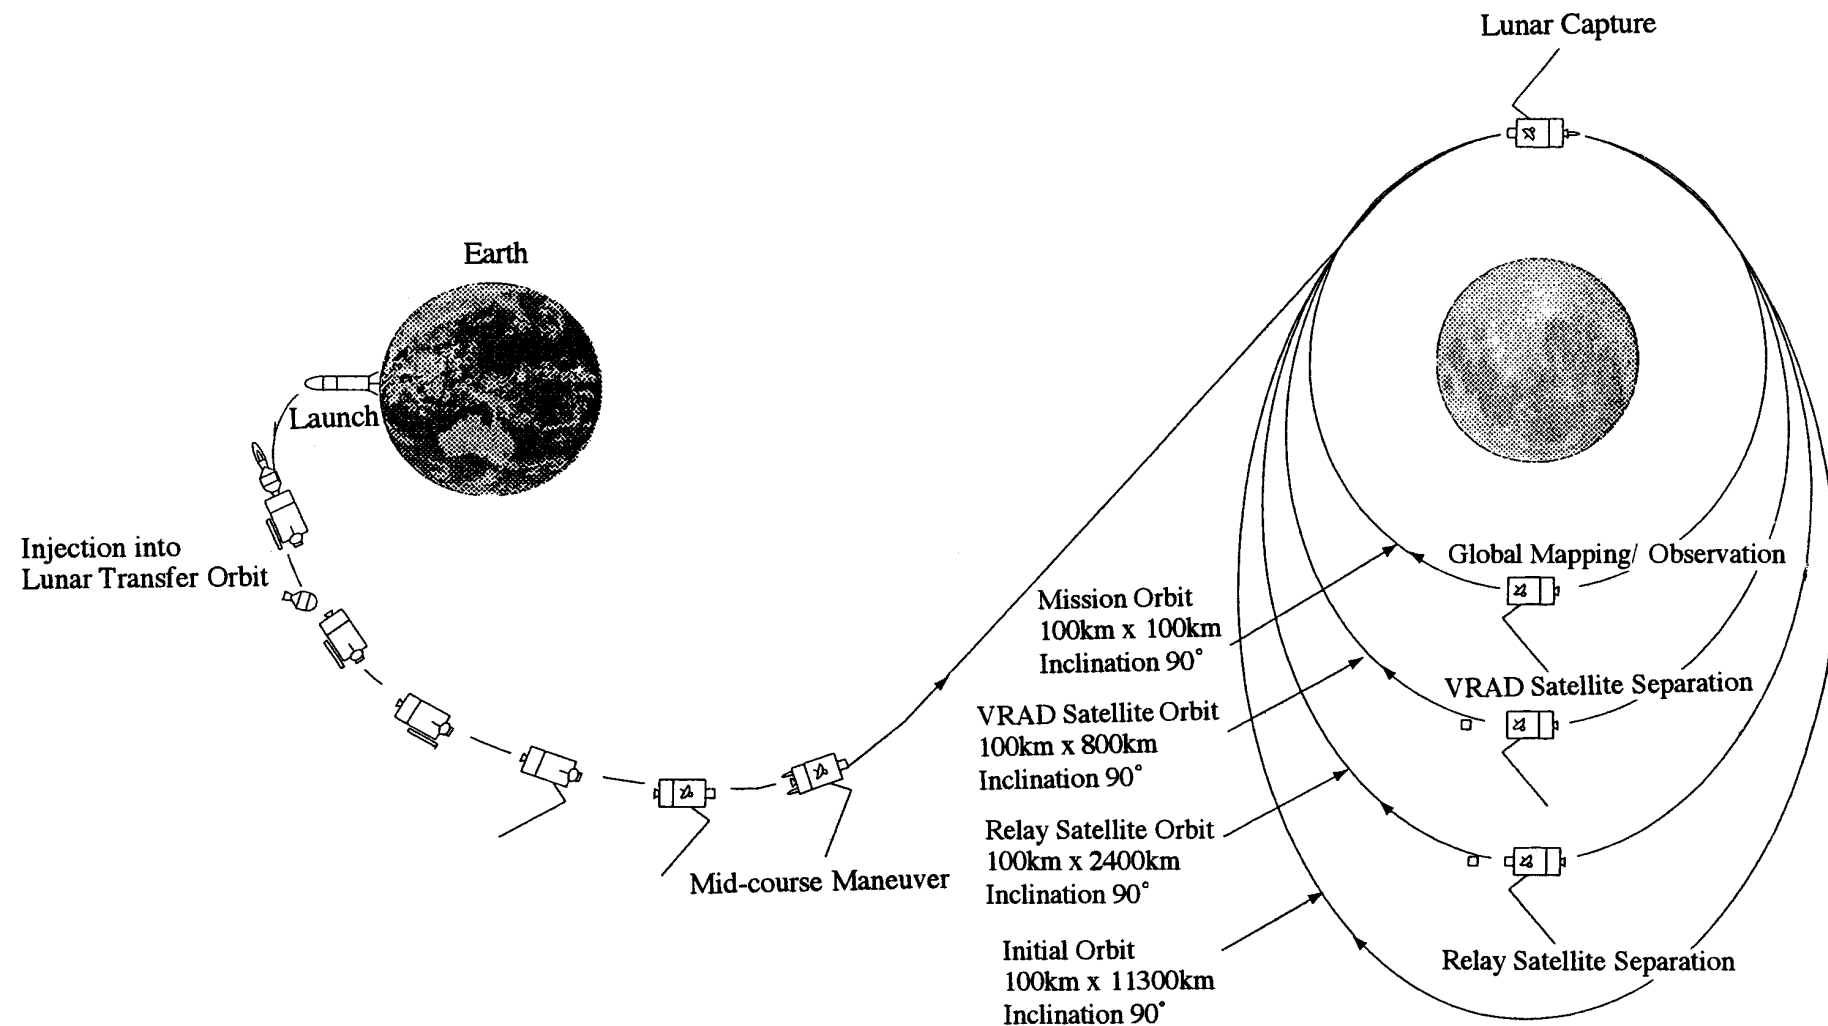 Lunar Capture
Earth
Launch
Injection into
Lunar Transfer Orbit
Mid-course Maneuver
Global Mapping/ Observation
Mission Orbit
100km x 100km
Inclination 90°
VRAD Satellite Separation
VRAD Satellite Orbit
100km x 800km
Inclination 90°
Relay Satellite Orbit
100km x 2400km
Inclination 90°
Relay Satellite Separation
Initial Orbit
100km x 11300km
Inclination 90°